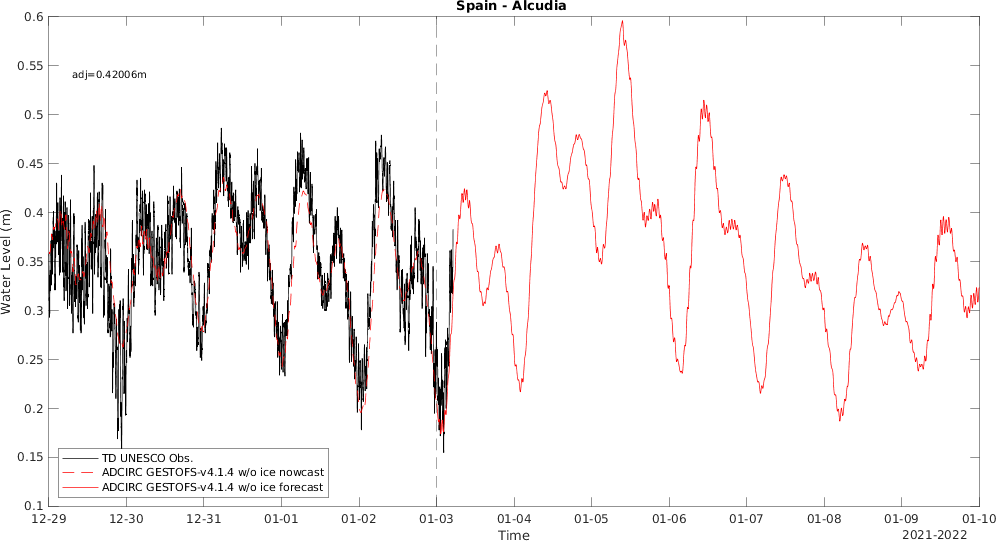 Spain - Alcudia
0.6
0.55
0.5
0.45
0.4
0.35
0.3
0.25
0.2
0.15
0.1
Water Level (m)
adj=0.42006m
TD UNESCO Obs.
ADCIRC GESTOFS-v4.1.4 w/o ice nowcast
ADCIRC GESTOFS-v4.1.4 w/o ice forecast
12-29 12-30 12-31 01-01 01-02 01-03 01-04 01-05 01-06 01-07 01-08 01-09 01-10
Time
2021-2022